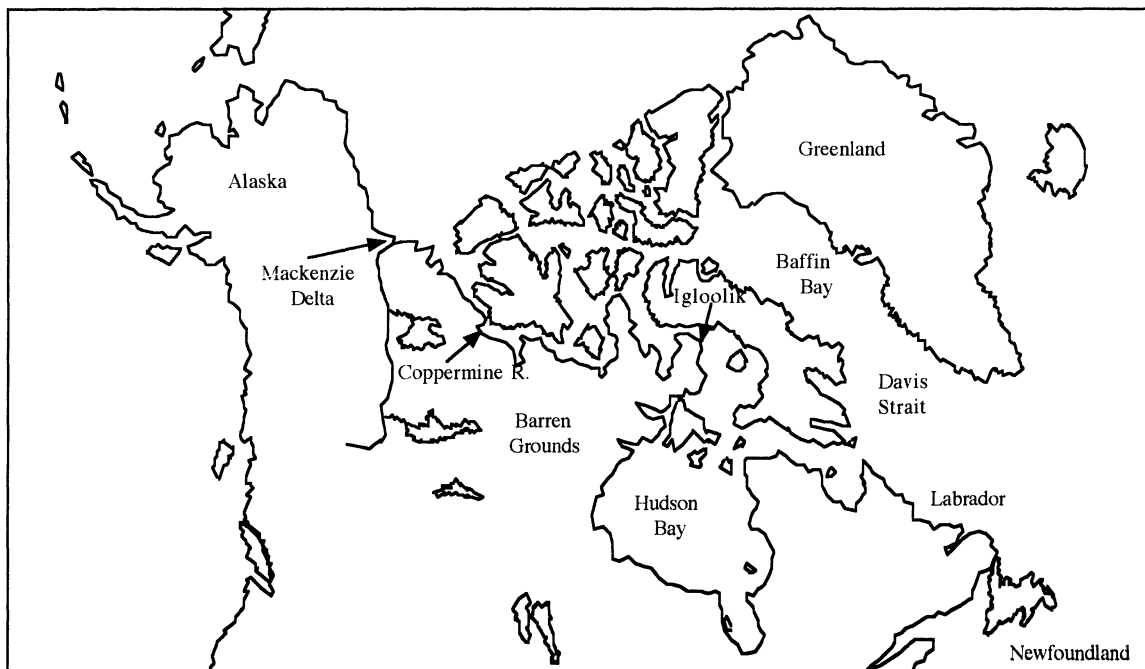 Greenland
Alaska
Mackenzie
Delta
Baffin
Bay
Igloolik
Coppermine R.
Davis
Strait
Barren
Grounds
Hudson
Bay
Labrador
Newfoundland